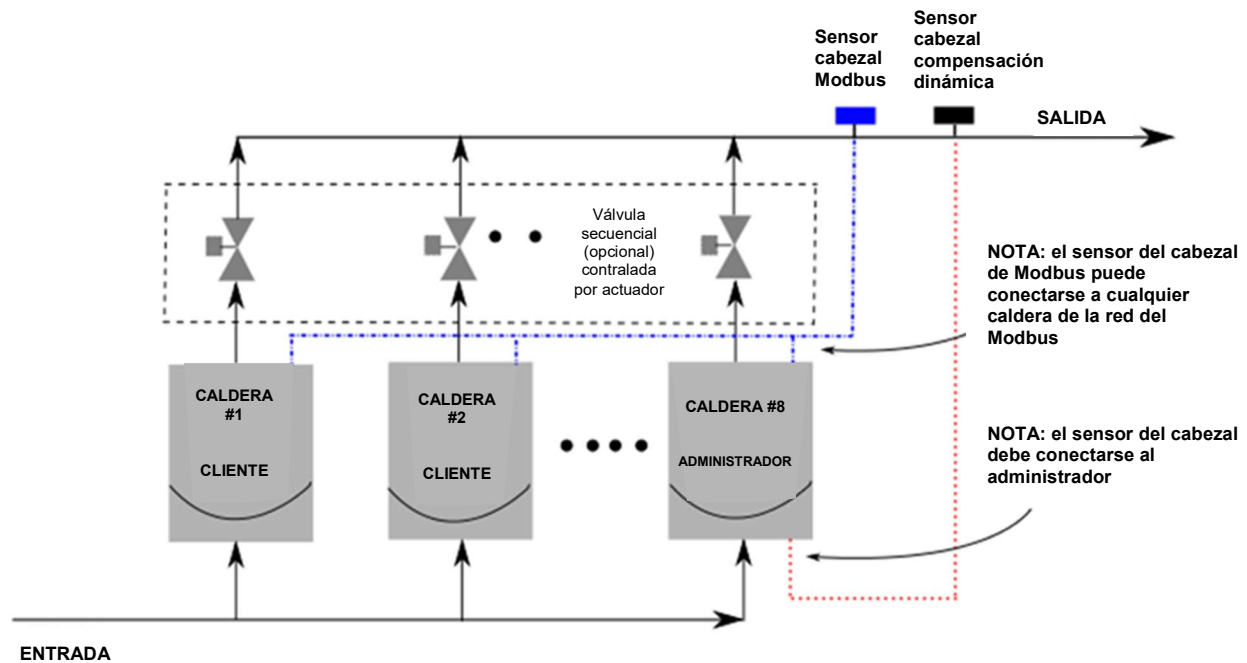 Sensor
cabezal
Modbus
Sensor
cabezal
compensación
dinámica
SALIDA
Válvula
secuencial
(opcional)
contralada
por actuador
NOTA: el sensor del cabezal
de Modbus puede
conectarse a cualquier
caldera de la red del
Modbus
CALDERA
#1
CLIENTE
CALDERA
#2
CLIENTE
CALDERA #8
ADMINISTRADOR
NOTA: el sensor del cabezal
debe conectarse al
administrador
ENTRADA